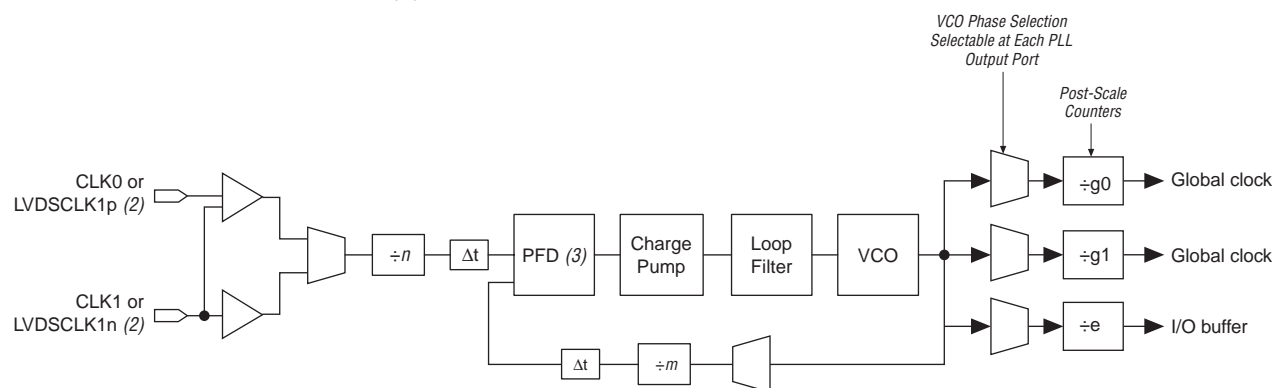 VCO Phase Selection
Selectable at Each PLL
Output Port
Post-Scale
Counters
CLK0 or
LVDSCLK1p (2)
÷g0
Global clock
÷n
Δt
PFD (3)
Charge
Pump
Loop
Filter
VCO
÷g1
Global clock
CLK1 or
LVDSCLK1n (2)
÷e
I/O buffer
Δt
÷m